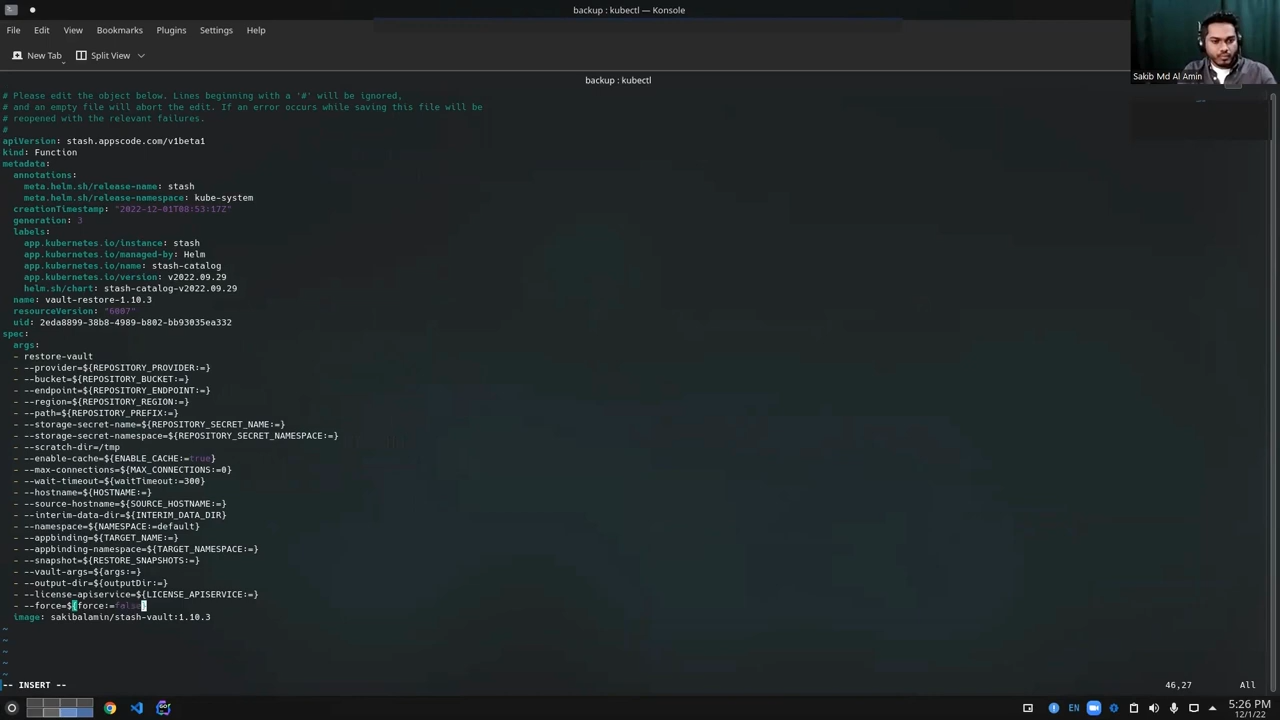 backup : kubectl — Konsole
File Edit View Bookmarks Plugins Settings Help
New Tab Split View
Sakib Md Al Amin
backup : kubectl
# Please edit the object below. Lines beginning with a '#' will be ignored,
# and an empty file will abort the edit. If an error occurs while saving this file will be
# reopened with the relevant failures.
#
apiVersion: stash.appscode.com/v1beta1
kind: Function
metadata:
  annotations:
    meta.helm.sh/release-name: stash
    meta.helm.sh/release-namespace: kube-system
  creationTimestamp: "2022-12-01T08:53:17Z"
  generation: 3
  labels:
    app.kubernetes.io/instance: stash
    app.kubernetes.io/managed-by: Helm
    app.kubernetes.io/name: stash-catalog
    app.kubernetes.io/version: v2022.09.29
    helm.sh/chart: stash-catalog-v2022.09.29
  name: vault-restore-1.10.3
  resourceVersion: "6007"
  uid: 2eda8899-38b8-4989-b802-bb93035ea332
spec:
  args:
  - restore-vault
  - --provider=${REPOSITORY_PROVIDER:=}
  - --bucket=${REPOSITORY_BUCKET:=}
  - --endpoint=${REPOSITORY_ENDPOINT:=}
  - --region=${REPOSITORY_REGION:=}
  - --path=${REPOSITORY_PREFIX:=}
  - --storage-secret-name=${REPOSITORY_SECRET_NAME:=}
  - --storage-secret-namespace=${REPOSITORY_SECRET_NAMESPACE:=}
  - --scratch-dir=/tmp
  - --enable-cache=${ENABLE_CACHE:=true}
  - --max-connections=${MAX_CONNECTIONS:=0}
  - --wait-timeout=${waitTimeout:=300}
  - --hostname=${HOSTNAME:=}
  - --source-hostname=${SOURCE_HOSTNAME:=}
  - --interim-data-dir=${INTERIM_DATA_DIR}
  - --namespace=${NAMESPACE:=default}
  - --appbinding=${TARGET_NAME:=}
  - --appbinding-namespace=${TARGET_NAMESPACE:=}
  - --snapshot=${RESTORE_SNAPSHOTS:=}
  - --vault-args=${args:=}
  - --output-dir=${outputDir:=}
  - --license-apiservice=${LICENSE_APISERVICE:=}
  - --force=${force:=false}
  image: sakibalamin/stash-vault:1.10.3
~
~
~
~
~
-- INSERT -- 46,27 All
EN 5:26 PM
12/1/22